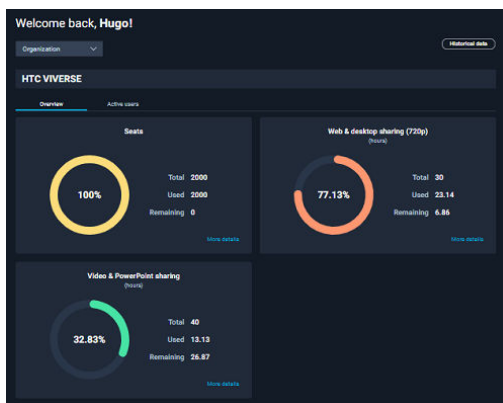 Welcome back, Hugo!
Organization
Historical data
HTC VIVERSE
Overview
Active users
Seats
100%
Total 2000
Used 2000
Remaining 0
More details
Web & desktop sharing (720p)
(hours)
77.13%
Total 30
Used 23.14
Remaining 6.86
More details
Video & PowerPoint sharing
(hours)
32.83%
Total 40
Used 13.13
Remaining 26.87
More details